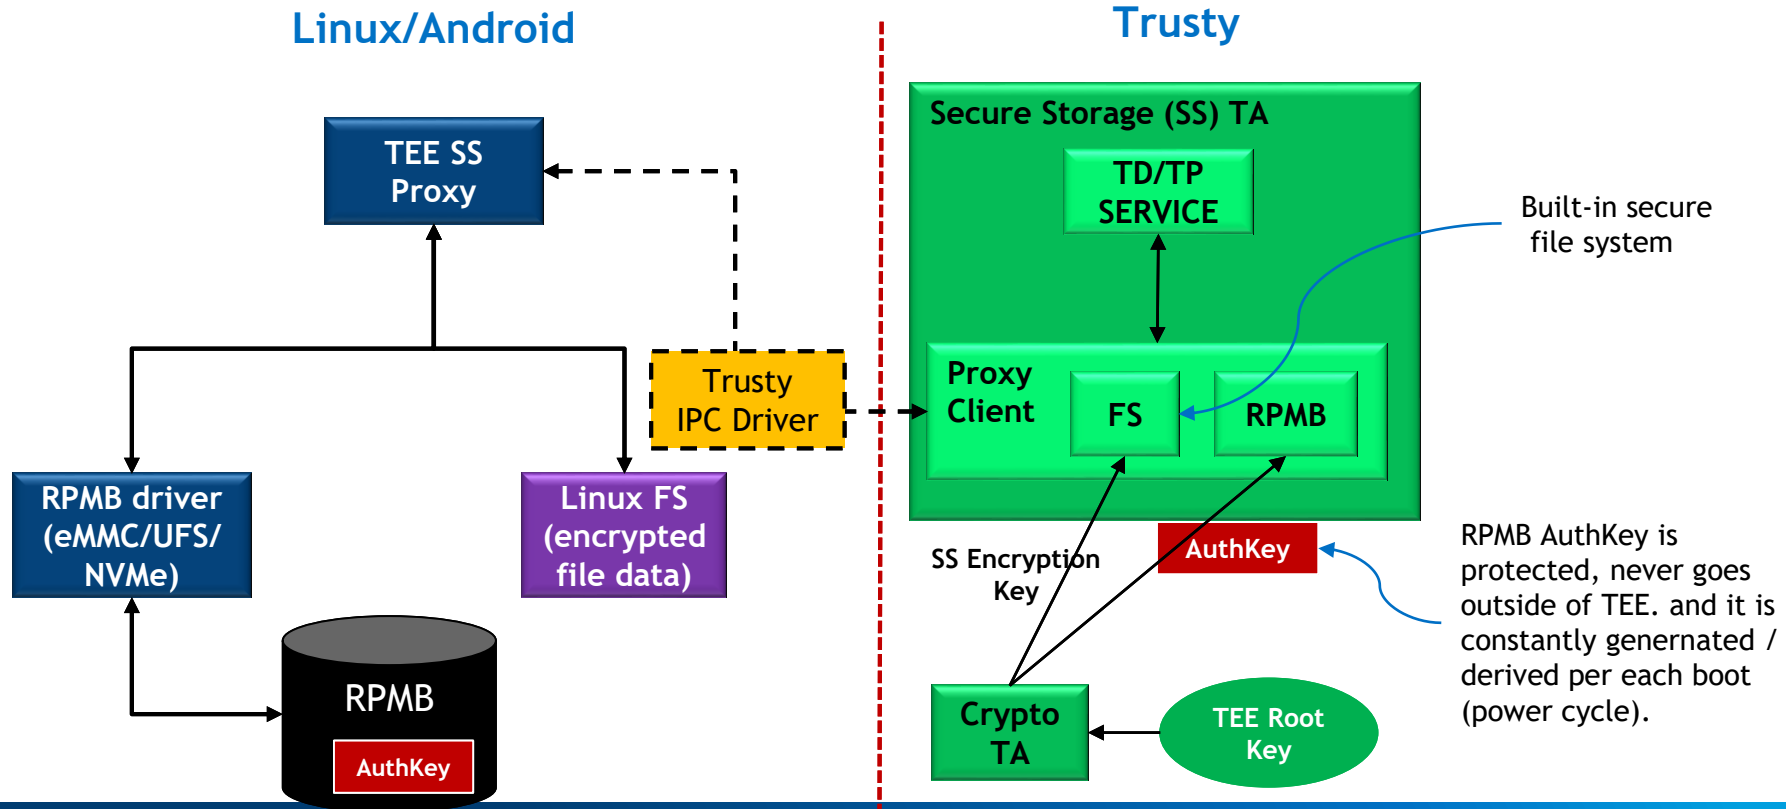 Linux/Android
Trusty
TEE SS
Proxy
Trusty
IPC Driver
RPMB driver
(eMMC/UFS/
NVMe)
Linux FS
(encrypted
file data)
RPMB
AuthKey
Secure Storage (SS) TA
TD/TP
SERVICE
Proxy
Client
FS
RPMB
Built-in secure
file system
AuthKey
SS Encryption
Key
RPMB AuthKey is
protected, never goes
outside of TEE. and it is
constantly genernated /
derived per each boot
(power cycle).
Crypto
TA
TEE Root
Key